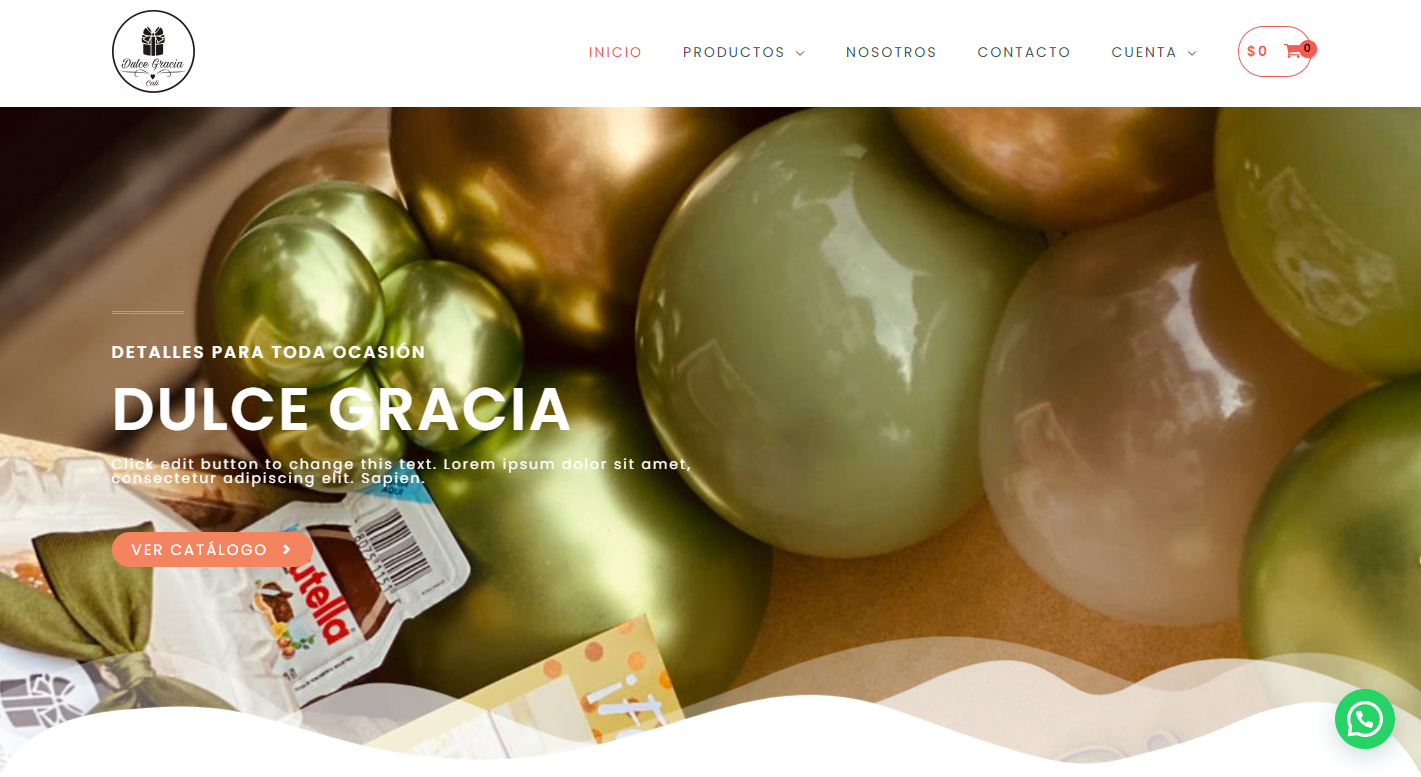 Dulce Gracia
Cali
INICIO
PRODUCTOS
NOSOTROS
CONTACTO
CUENTA
$0
0
DETALLES PARA TODA OCASIÓN
DULCE GRACIA
Click edit button to change this text. Lorem ipsum dolor sit amet,
consectetur adipiscing elit. Sapien.
AQUÍ
VER CATÁLOGO
nutella